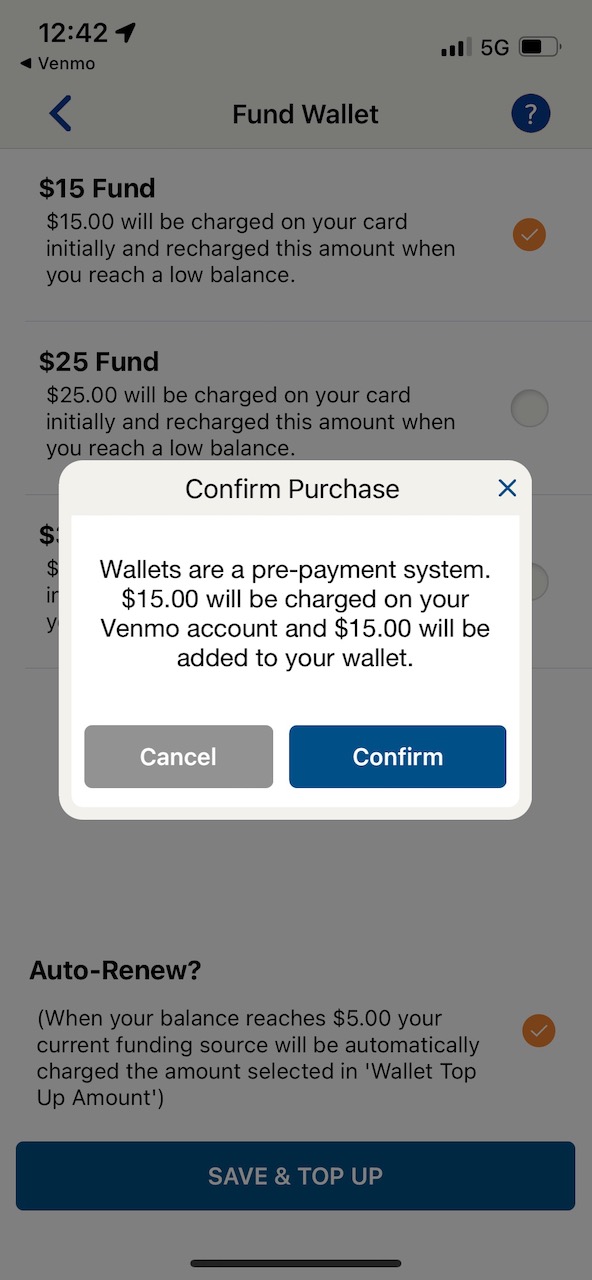 12:42
5G
Venmo
Fund Wallet
?
$15 Fund
$15.00 will be charged on your card
initially and recharged this amount when
you reach a low balance.
$25 Fund
$25.00 will be charged on your card
initially and recharged this amount when
you reach a low balance.
Confirm Purchase
Wallets are a pre-payment system.
$15.00 will be charged on your
Venmo account and $15.00 will be
added to your wallet.
Cancel
Confirm
Auto-Renew?
(When your balance reaches $5.00 your
current funding source will be automatically
charged the amount selected in 'Wallet Top
Up Amount')
SAVE & TOP UP